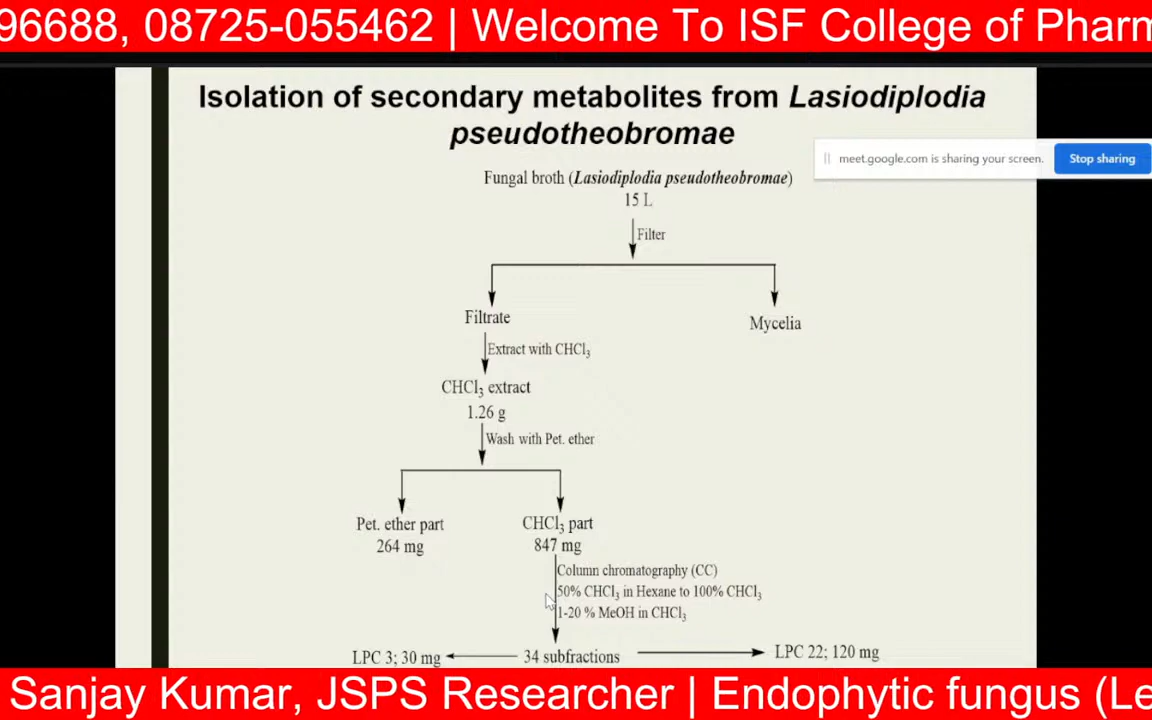 96688, 08725-055462 | Welcome To ISF College of Pharm
Isolation of secondary metabolites from Lasiodiplodia
pseudotheobromae
meet.google.com is sharing your screen.
Stop sharing
Fungal broth (Lasiodiplodia pseudotheobromae)
15 L
Filter
Filtrate
Mycelia
Extract with CHCl₃
CHCl₃ extract
1.26 g
Wash with Pet. ether
Pet. ether part
264 mg
CHCl₃ part
847 mg
Column chromatography (CC)
50% CHCl₃ in Hexane to 100% CHCl₃
1-20 % MeOH in CHCl₃
LPC 3; 30 mg
34 subfractions
LPC 22; 120 mg
Sanjay Kumar, JSPS Researcher | Endophytic fungus (Le